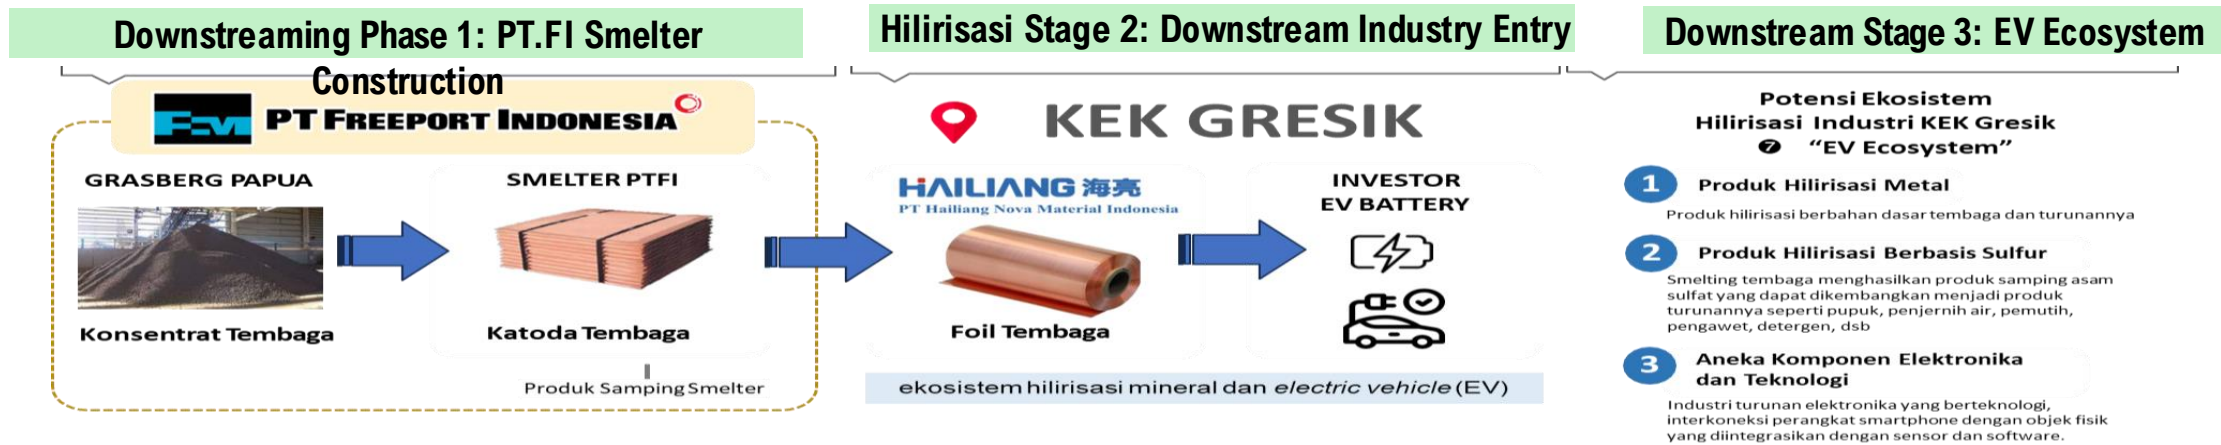 Downstreaming Phase 1: PT.FI Smelter
Construction
Hilirisasi Stage 2: Downstream Industry Entry
Downstream Stage 3: EV Ecosystem
FM
PT FREEPORT INDONESIA
GRASBERG PAPUA
Konsentrat Tembaga
SMELTER PTFI
Katoda Tembaga
Produk Samping Smelter
KEK GRESIK
HAILIANG 海亮
PT Hailiang Nova Material Indonesia
Foil Tembaga
INVESTOR
EV BATTERY
ekosistem hilirisasi mineral dan electric vehicle (EV)
Potensi Ekosistem
Hilirisasi Industri KEK Gresik
❼ “EV Ecosystem”
1 Produk Hilirisasi Metal
Produk hilirisasi berbahan dasar tembaga dan turunannya
2 Produk Hilirisasi Berbasis Sulfur
Smelting tembaga menghasilkan produk samping asam
sulfat yang dapat dikembangkan menjadi produk
turunannya seperti pupuk, penjernih air, pemutih,
pengawet, detergen, dsb
3 Aneka Komponen Elektronika
dan Teknologi
Industri turunan elektronika yang berteknologi,
interkoneksi perangkat smartphone dengan objek fisik
yang diintegrasikan dengan sensor dan software.